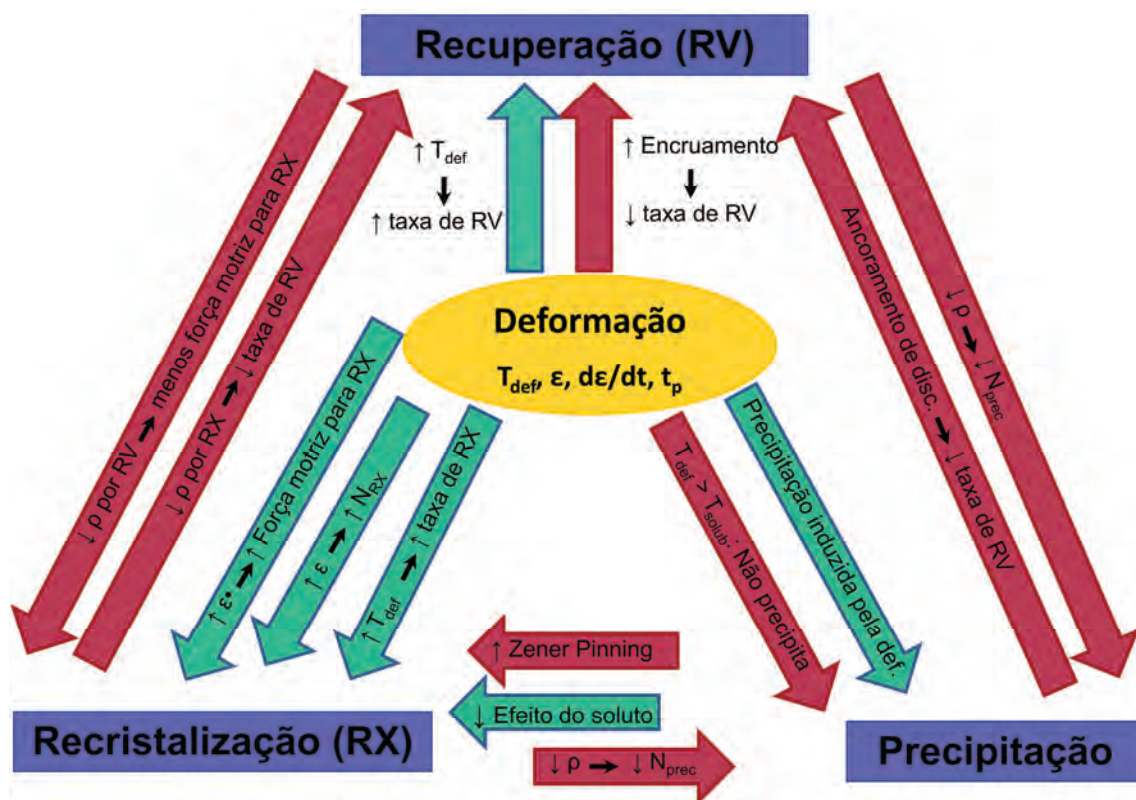 Recuperação (RV)
↑ T_def
↓
↑ taxa de RV
↑ Encruamento
↓
↓ taxa de RV
Deformação
T_def, ε, dε/dt, t_p
↓ ρ por RV → menos força motriz para RX
↓ ρ por RX → ↓ taxa de RV
↑ ε• → ↑ Força motriz para RX
↑ ε → ↑ N_RX
↑ T_def → ↑ taxa de RX
T_def > T_solub.: Não precipita
Precipitação induzida pela def.
Ancoramento de disc. → ↓ taxa de RV
↓ ρ → ↓ N_prec
↑ Zener Pinning
↓ Efeito do soluto
↓ ρ → ↓ N_prec
Recristalização (RX)
Precipitação